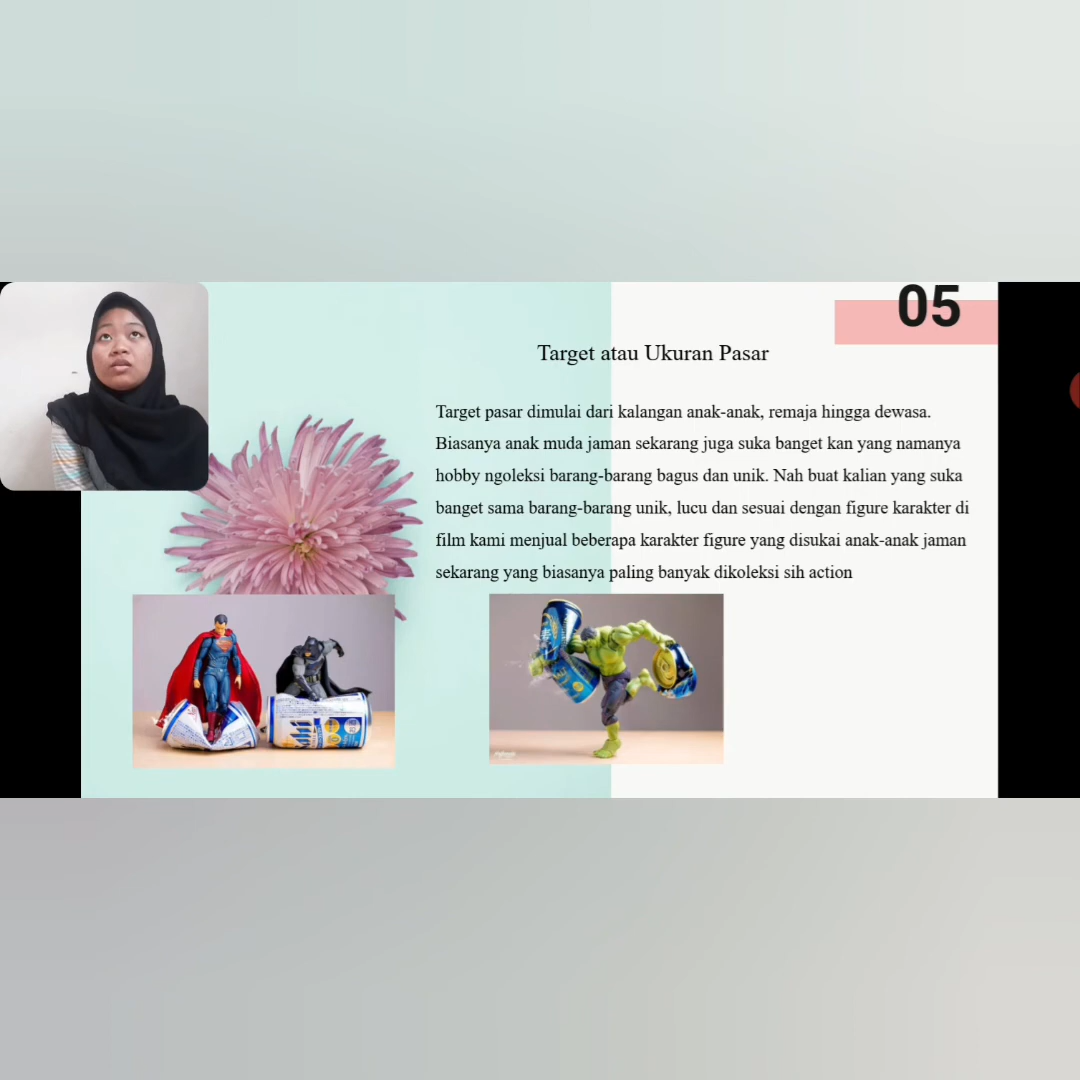 05
Target atau Ukuran Pasar
Target pasar dimulai dari kalangan anak-anak, remaja hingga dewasa.
Biasanya anak muda jaman sekarang juga suka banget kan yang namanya
hobby ngoleksi barang-barang bagus dan unik. Nah buat kalian yang suka
banget sama barang-barang unik, lucu dan sesuai dengan figure karakter di
film kami menjual beberapa karakter figure yang disukai anak-anak jaman
sekarang yang biasanya paling banyak dikoleksi sih action